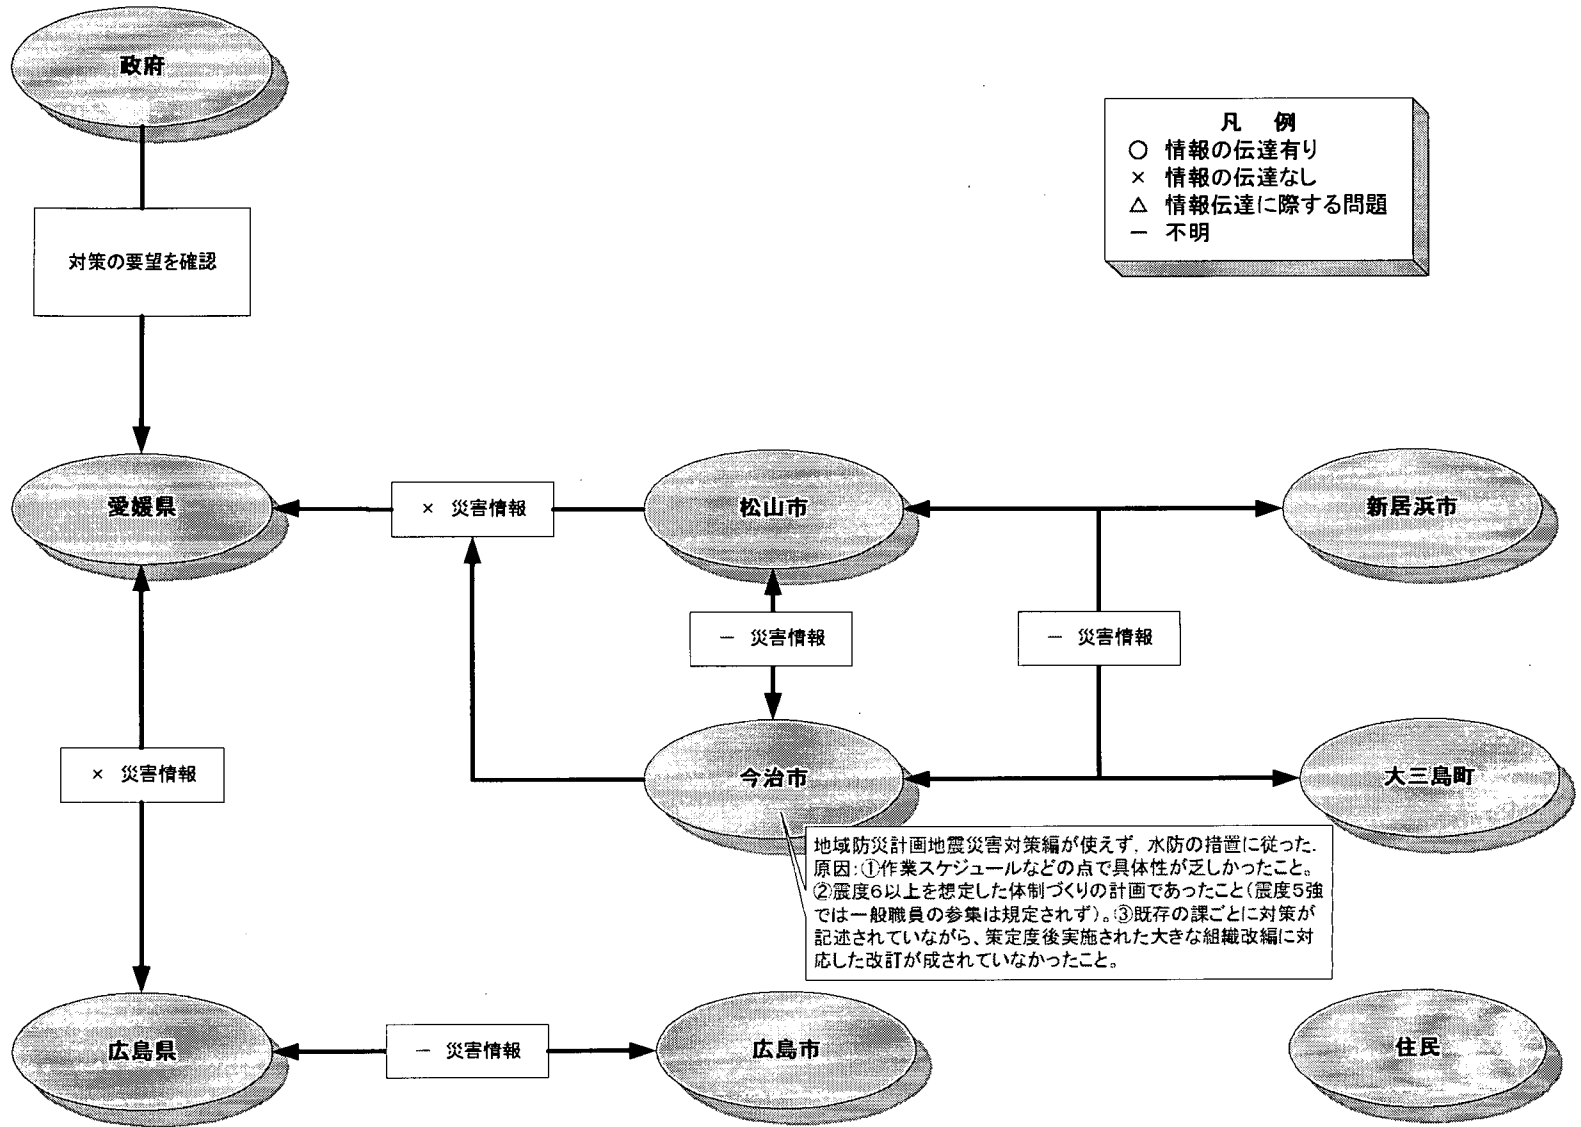 政府
凡 例
○ 情報の伝達有り
× 情報の伝達なし
△ 情報伝達に際する問題
－ 不明
対策の要望を確認
愛媛県
× 災害情報
松山市
新居浜市
－ 災害情報
－ 災害情報
× 災害情報
今治市
大三島町
地域防災計画地震災害対策編が使えず，水防の措置に従った．
原因：①作業スケジュールなどの点で具体性が乏しかったこと。
②震度６以上を想定した体制づくりの計画であったこと（震度５強
では一般職員の参集は規定されず）。③既存の課ごとに対策が
記述されていながら、策定度後実施された大きな組織改編に対
応した改訂が成されていなかったこと。
広島県
－ 災害情報
広島市
住民